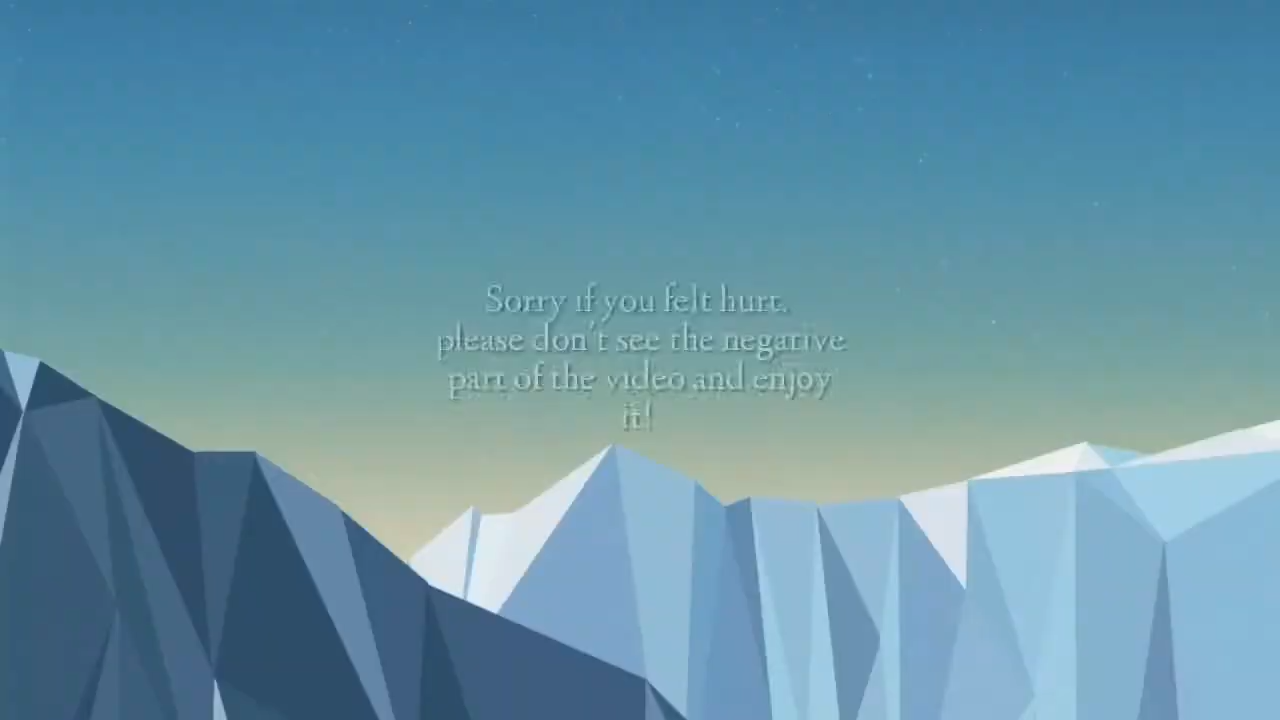 Sorry if you felt hurt.
please don't see the negative
part of the video and enjoy
it!